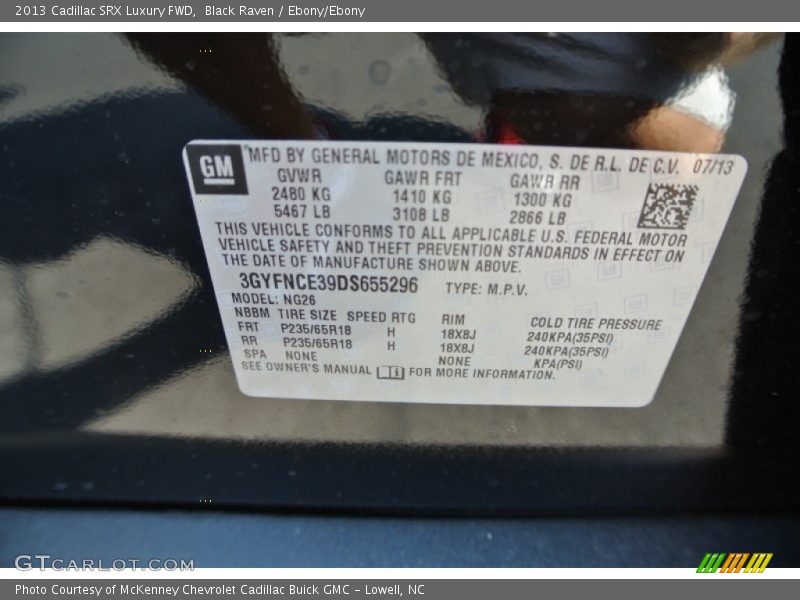 2013 Cadillac SRX Luxury FWD, Black Raven / Ebony/Ebony
GM
MFD BY GENERAL MOTORS DE MEXICO, S. DE R.L. DE C.V. 07/13
GVWR GAWR FRT GAWR RR
2480 KG 1410 KG 1300 KG
5467 LB 3108 LB 2866 LB
THIS VEHICLE CONFORMS TO ALL APPLICABLE U.S. FEDERAL MOTOR
VEHICLE SAFETY AND THEFT PREVENTION STANDARDS IN EFFECT ON
THE DATE OF MANUFACTURE SHOWN ABOVE.
3GYFNCE39DS655296 TYPE: M.P.V.
MODEL: NG26
NBBM TIRE SIZE SPEED RTG RIM COLD TIRE PRESSURE
FRT P235/65R18 H 18X8J 240KPA(35PSI)
RR P235/65R18 H 18X8J 240KPA(35PSI)
SPA NONE NONE KPA(PSI)
SEE OWNER'S MANUAL FOR MORE INFORMATION.
GTCARLOT.COM
Photo Courtesy of McKenney Chevrolet Cadillac Buick GMC - Lowell, NC